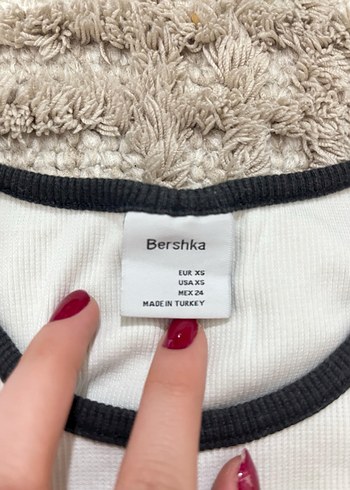 Bershka
EUR XS
USA XS
MEX 24
MADE IN TURKEY